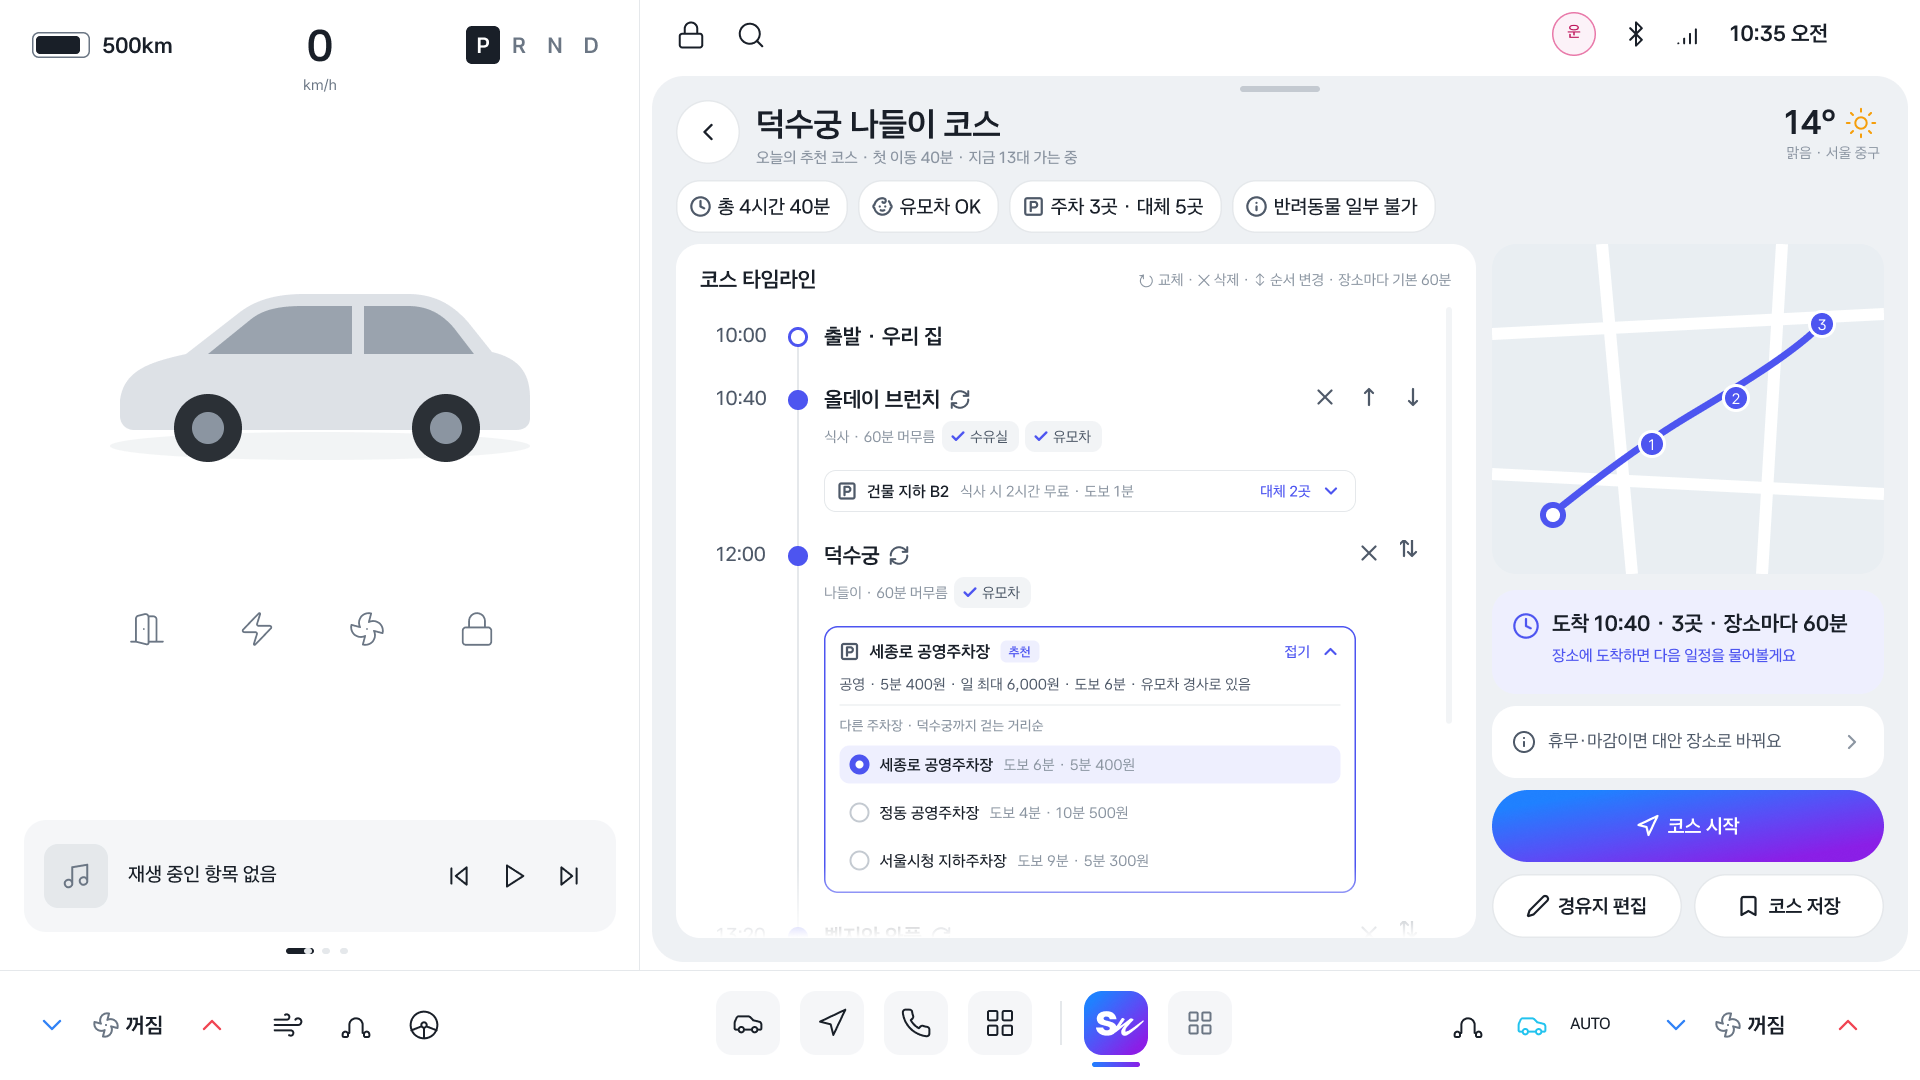 500km
0
km/h
P R N D
10:35 오전
운
덕수궁 나들이 코스
오늘의 추천 코스 · 첫 이동 40분 · 지금 13대 가는 중
14°
맑음 · 서울 중구
총 4시간 40분
유모차 OK
주차 3곳 · 대체 5곳
반려동물 일부 불가
코스 타임라인
교체 · 삭제 · 순서 변경 · 장소마다 기본 60분
10:00 출발 · 우리 집
10:40 올데이 브런치
식사 · 60분 머무름 수유실 유모차
건물 지하 B2 식사 시 2시간 무료 · 도보 1분 대체 2곳
12:00 덕수궁
나들이 · 60분 머무름 유모차
세종로 공영주차장 추천 접기
공영 · 5분 400원 · 일 최대 6,000원 · 도보 6분 · 유모차 경사로 있음
다른 주차장 · 덕수궁까지 걷는 거리순
세종로 공영주차장 도보 6분 · 5분 400원
정동 공영주차장 도보 4분 · 10분 500원
서울시청 지하주차장 도보 9분 · 5분 300원
3
2
1
도착 10:40 · 3곳 · 장소마다 60분
장소에 도착하면 다음 일정을 물어볼게요
휴무·마감이면 대안 장소로 바꿔요
코스 시작
경유지 편집
코스 저장
재생 중인 항목 없음
꺼짐
AUTO
꺼짐